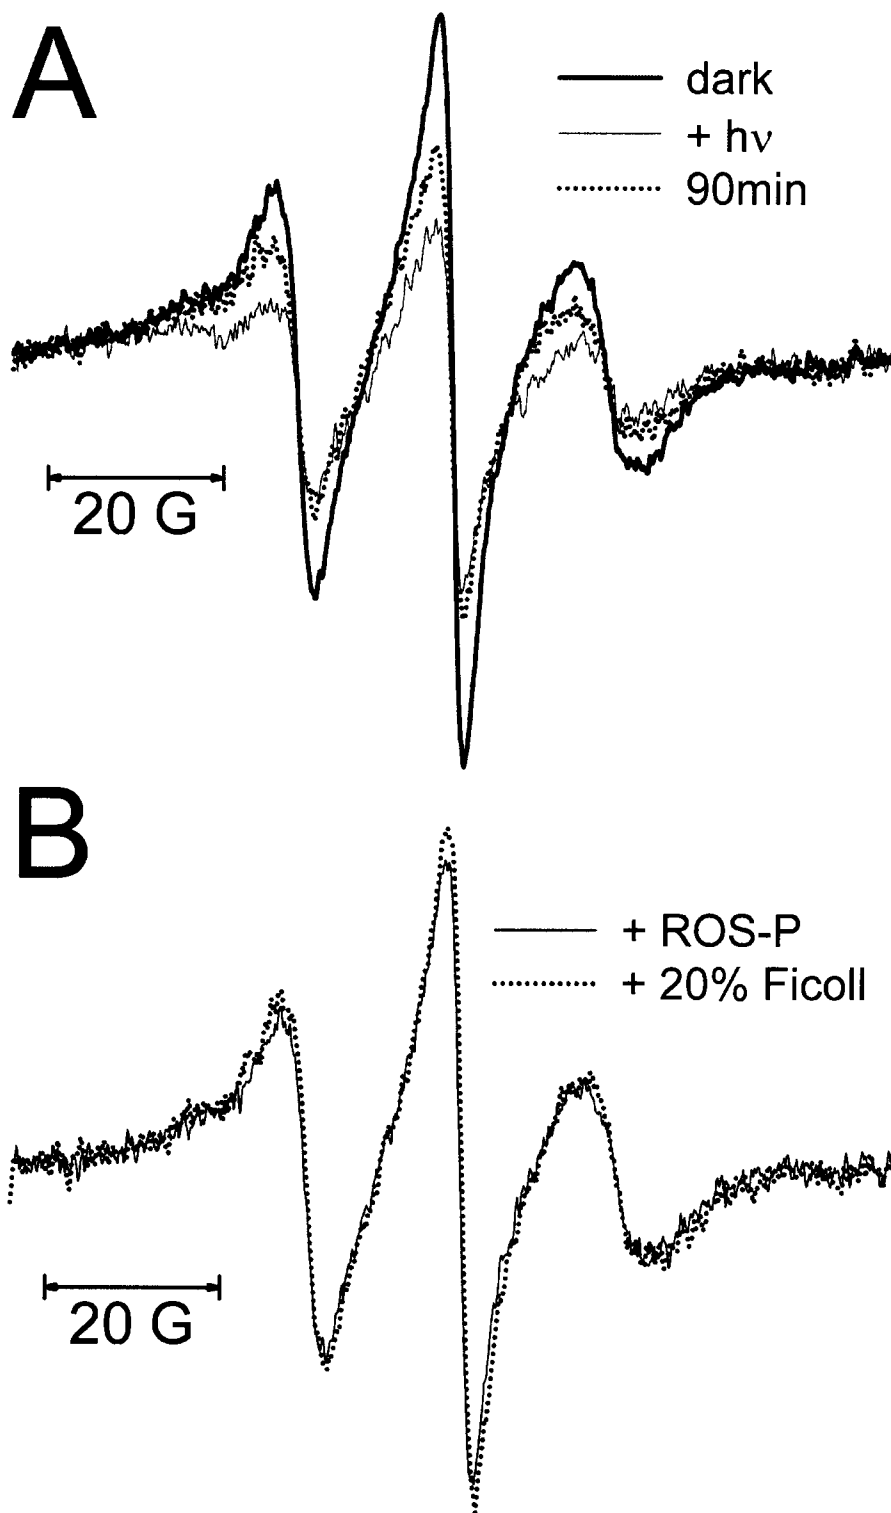 A
dark
+ hν
90min
20 G
B
+ ROS-P
+ 20% Ficoll
20 G